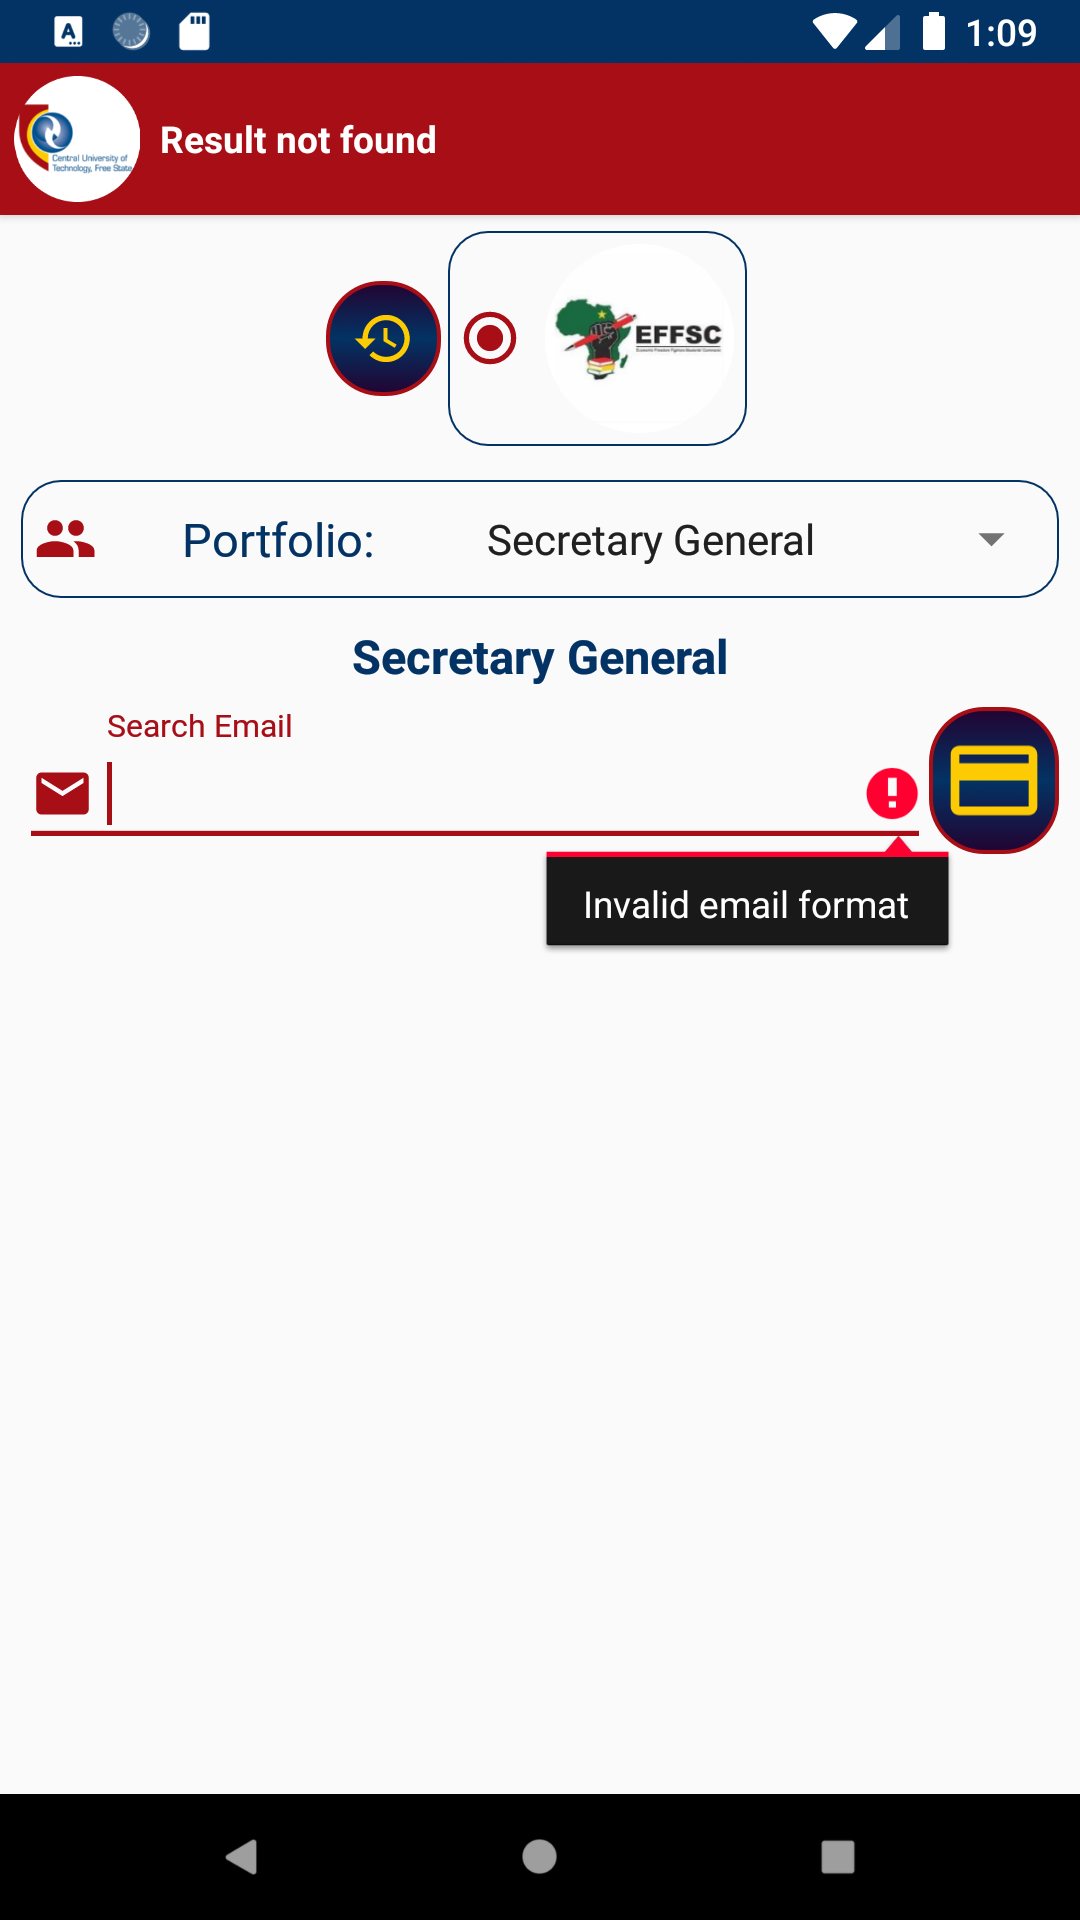 1:09
Central University of
Technology, Free State
Result not found
EFFSC
Portfolio:
Secretary General
Secretary General
Search Email
Invalid email format